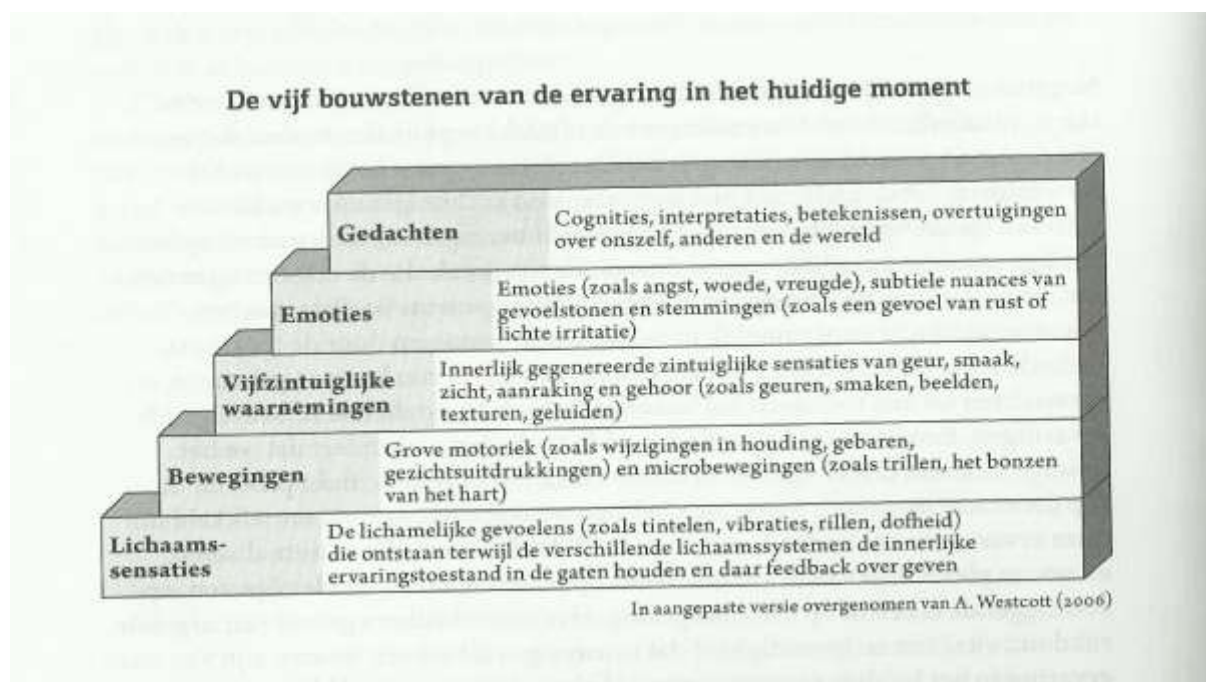 De vijf bouwstenen van de ervaring in het huidige moment
Gedachten
Cognities, interpretaties, betekenissen, overtuigingen
over onszelf, anderen en de wereld
Emoties
Emoties (zoals angst, woede, vreugde), subtiele nuances van
gevoelstonen en stemmingen (zoals een gevoel van rust of
lichte irritatie)
Vijfzintuiglijke
waarnemingen
Innerlijk gegenereerde zintuiglijke sensaties van geur, smaak,
zicht, aanraking en gehoor (zoals geuren, smaken, beelden,
texturen, geluiden)
Bewegingen
Grove motoriek (zoals wijzigingen in houding, gebaren,
gezichtsuitdrukkingen) en microbewegingen (zoals trillen, het bonzen
van het hart)
Lichaams-
sensaties
De lichamelijke gevoelens (zoals tintelen, vibraties, rillen, dofheid)
die ontstaan terwijl de verschillende lichaamssystemen de innerlijke
ervaringstoestand in de gaten houden en daar feedback over geven
In aangepaste versie overgenomen van A. Westcott (2006)